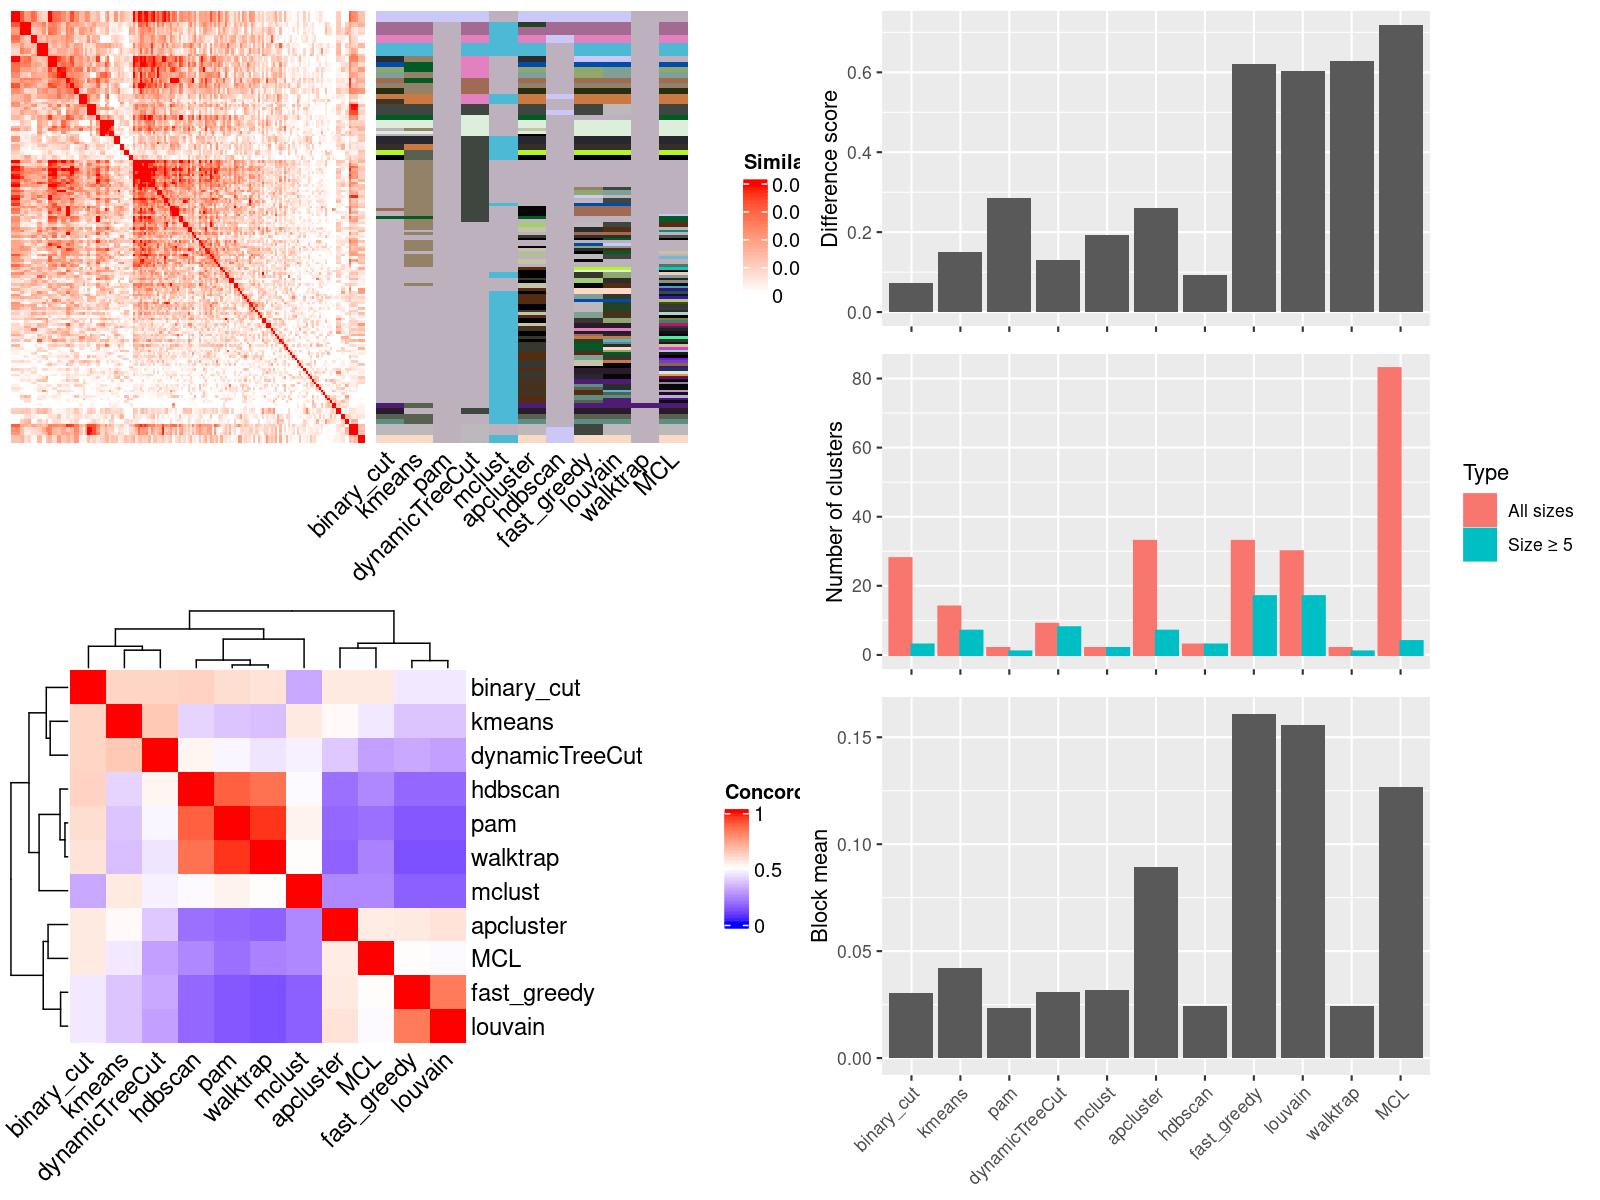 Simila
0.0
0.0
0.0
0.0
0
binary_cut
kmeans
pam
dynamicTreeCut
mclust
apcluster
hdbscan
fast_greedy
louvain
walktrap
MCL
binary_cut
kmeans
dynamicTreeCut
hdbscan
pam
walktrap
mclust
apcluster
MCL
fast_greedy
louvain
Concord
1
0.5
0
binary_cut
kmeans
dynamicTreeCut
hdbscan
pam
walktrap
mclust
apcluster
MCL
fast_greedy
louvain
Difference score
0.6
0.4
0.2
0.0
Number of clusters
80
60
40
20
0
Type
All sizes
Size ≥ 5
Block mean
0.15
0.10
0.05
0.00
binary_cut
kmeans
pam
dynamicTreeCut
mclust
apcluster
hdbscan
fast_greedy
louvain
walktrap
MCL